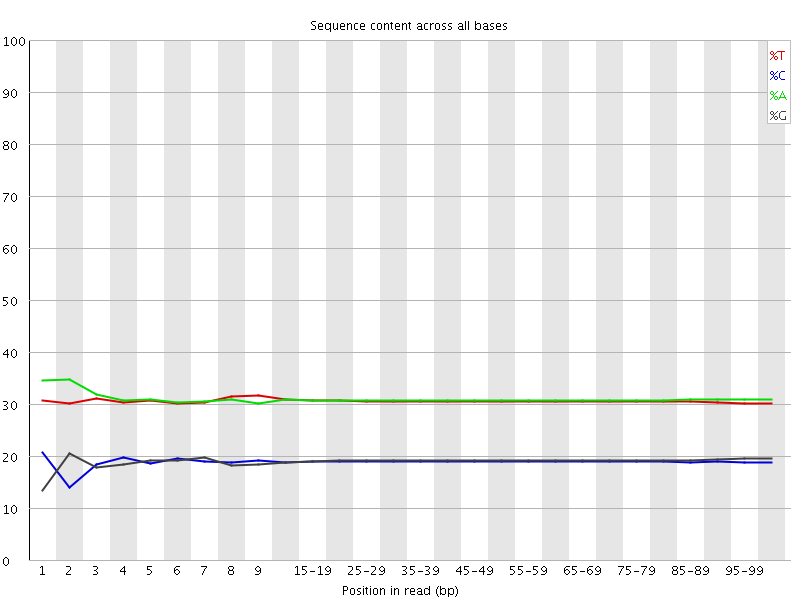 Sequence content across all bases
100
90
80
70
60
50
40
30
20
10
0
%T
%C
%A
%G
1 2 3 4 5 6 7 8 9 15-19 25-29 35-39 45-49 55-59 65-69 75-79 85-89 95-99
Position in read (bp)